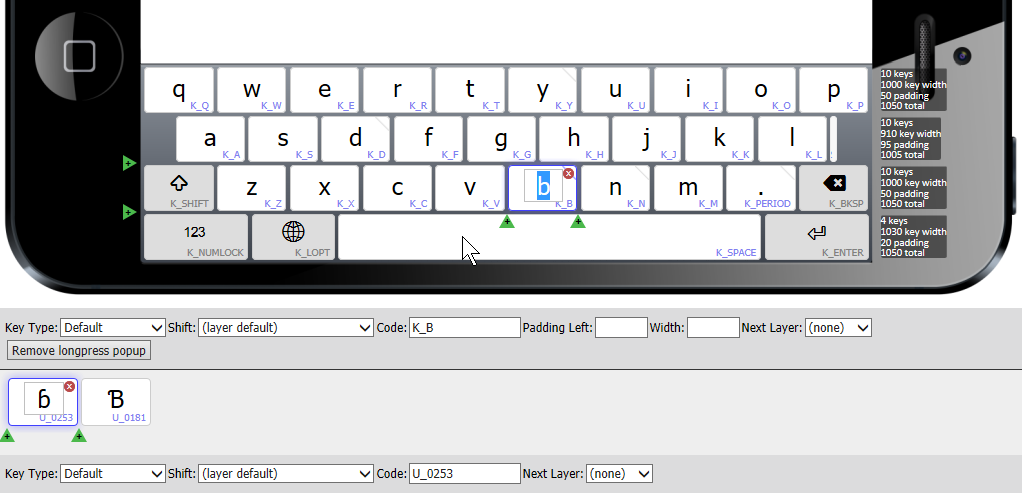 q w e r t y u i o p
K_Q K_W K_E K_R K_T K_Y K_U K_I K_O K_P
10 keys
1000 key width
50 padding
1050 total
a s d f g h j k l
K_A K_S K_D K_F K_G K_H K_J K_K K_L
10 keys
910 key width
95 padding
1005 total
z x c v b n m .
K_SHIFT K_Z K_X K_C K_V K_B K_N K_M K_PERIOD K_BKSP
10 keys
1000 key width
50 padding
1050 total
123
K_NUMLOCK K_LOPT K_SPACE K_ENTER
4 keys
1030 key width
20 padding
1050 total
Key Type: Default Shift: (layer default) Code: K_B Padding Left: Width: Next Layer: (none)
Remove longpress popup
ɓ Ɓ
U_0253 U_0181
Key Type: Default Shift: (layer default) Code: U_0253 Next Layer: (none)